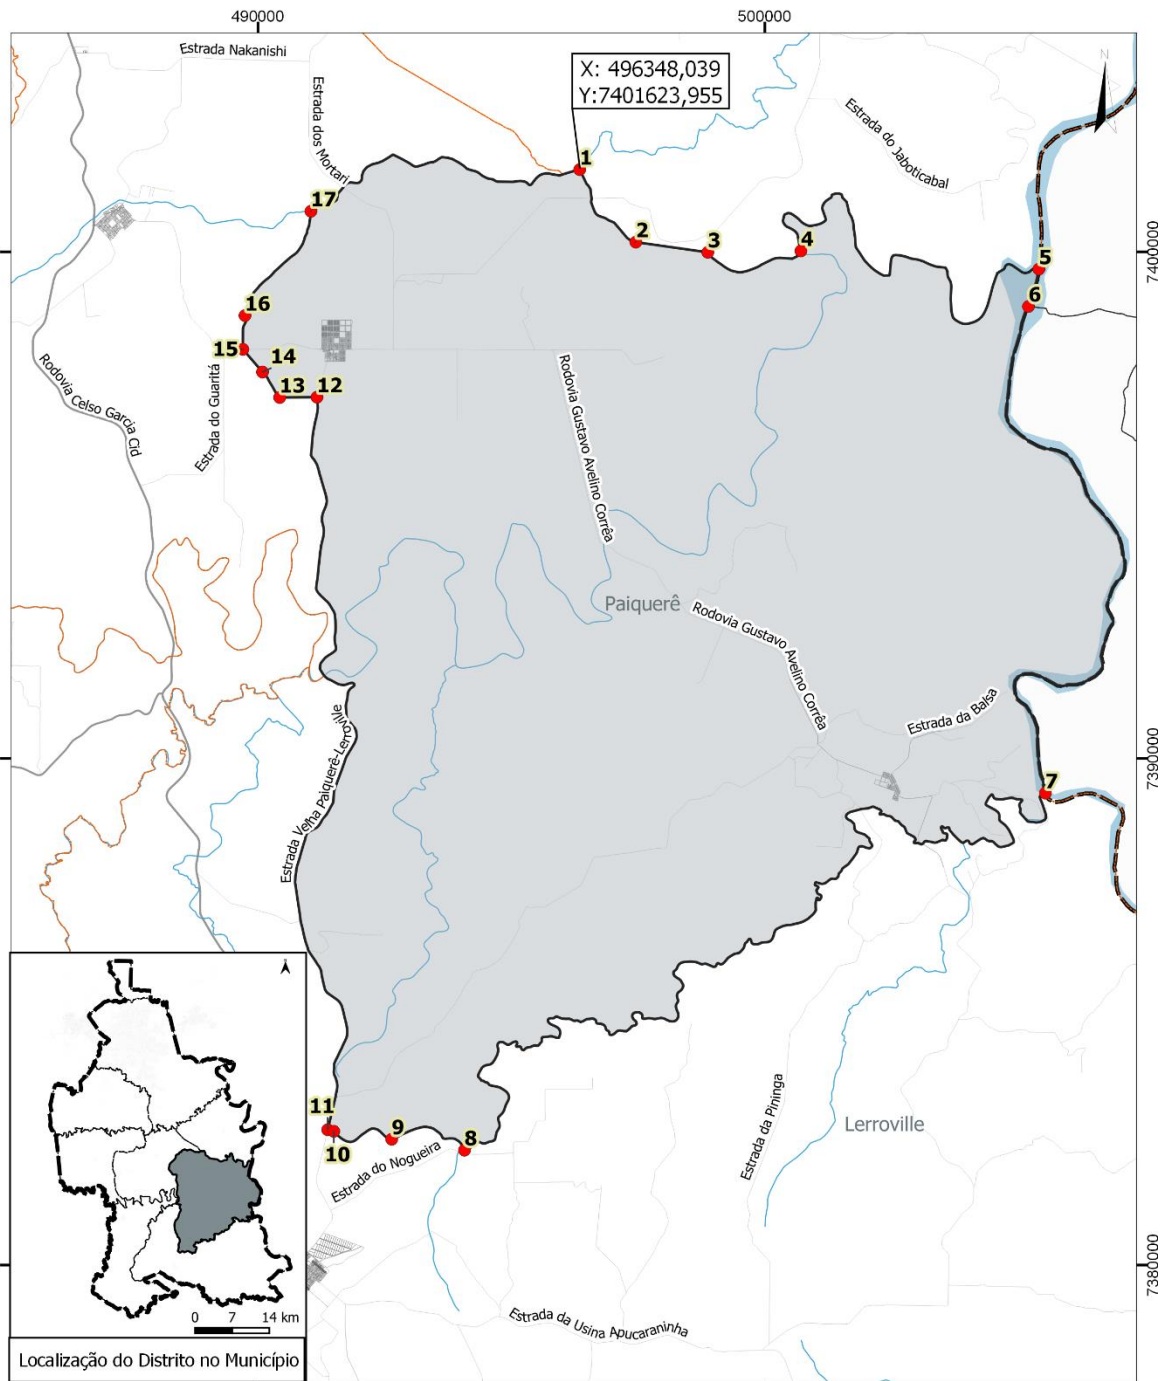 490000
500000
Estrada Nakanishi
X: 496348,039
Y:7401623,955
N
Estrada dos Mortari
Estrada do Jaboticabal
1
17
2
3
4
5
7400000
6
16
15
14
13
12
Rodovia Celso Garcia Cid
Estrada do Guaritá
Rodovia Gustavo Avelino Corrêa
Paiquerê
Rodovia Gustavo Avelino Corrêa
Estrada da Balsa
Estrada Velha Paiquerê-Lerroville
7390000
7
11
10
9
8
Estrada do Nogueira
Estrada da Pininga
Lerroville
7380000
Estrada da Usina Apucaraninha
0 7 14 km
Localização do Distrito no Município